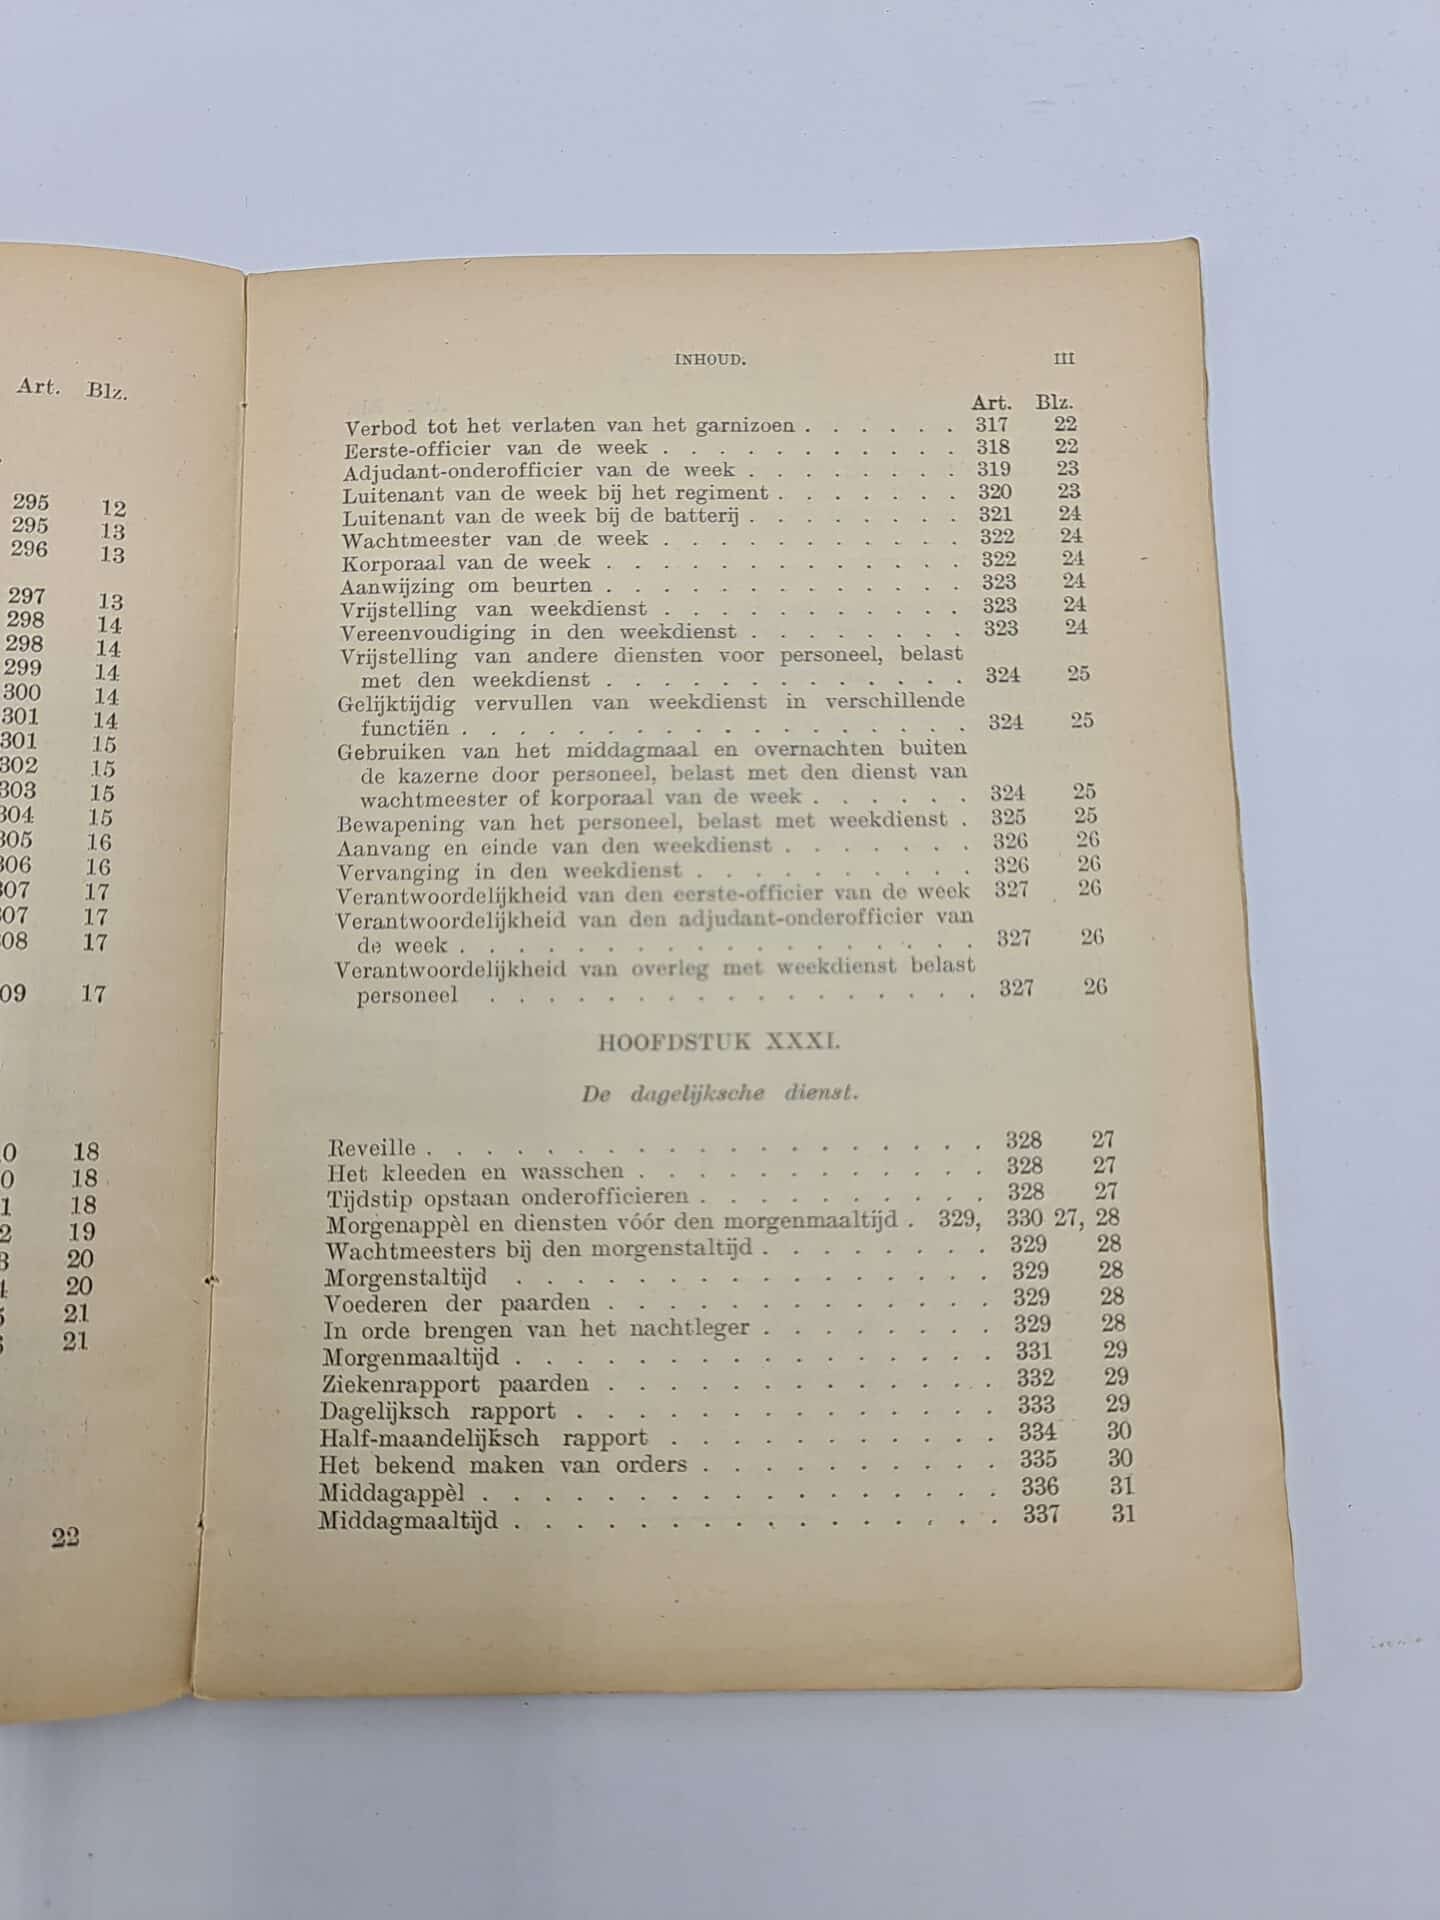 Art. Blz.
295 12
295 13
296 13
297 13
298 14
298 14
299 14
300 14
301 14
301 15
302 15
303 15
304 15
305 16
306 16
307 17
307 17
308 17
09 17
0 18
0 18
1 18
2 19
3 20
4 20
5 21
21
22
INHOUD. III
Art. Blz.
Verbod tot het verlaten van het garnizoen . . . . . . 317 22
Eerste-officier van de week . . . . . . . . . . . 318 22
Adjudant-onderofficier van de week . . . . . . . . 319 23
Luitenant van de week bij het regiment . . . . . . . 320 23
Luitenant van de week bij de batterij . . . . . . . . 321 24
Wachtmeester van de week . . . . . . . . . . . 322 24
Korporaal van de week . . . . . . . . . . . . . 322 24
Aanwijzing om beurten . . . . . . . . . . . . . 323 24
Vrijstelling van weekdienst . . . . . . . . . . . 323 24
Vereenvoudiging in den weekdienst . . . . . . . . 323 24
Vrijstelling van andere diensten voor personeel, belast
met den weekdienst . . . . . . . . . . . . . 324 25
Gelijktijdig vervullen van weekdienst in verschillende
functiën . . . . . . . . . . . . . . . . . . 324 25
Gebruiken van het middagmaal en overnachten buiten
de kazerne door personeel, belast met den dienst van
wachtmeester of korporaal van de week . . . . . . 324 25
Bewapening van het personeel, belast met weekdienst . 325 25
Aanvang en einde van den weekdienst . . . . . . . 326 26
Vervanging in den weekdienst . . . . . . . . . . 326 26
Verantwoordelijkheid van den eerste-officier van de week 327 26
Verantwoordelijkheid van den adjudant-onderofficier van
de week . . . . . . . . . . . . . . . . . . 327 26
Verantwoordelijkheid van overleg met weekdienst belast
personeel . . . . . . . . . . . . . . . . . 327 26
HOOFDSTUK XXXI.
De dagelijksche dienst.
Reveille . . . . . . . . . . . . . . . . . . . 328 27
Het kleeden en wasschen . . . . . . . . . . . . 328 27
Tijdstip opstaan onderofficieren . . . . . . . . . . 328 27
Morgenappèl en diensten vóór den morgenmaaltijd . 329, 330 27, 28
Wachtmeesters bij den morgenstaltijd . . . . . . . . 329 28
Morgenstaltijd . . . . . . . . . . . . . . . . 329 28
Voederen der paarden . . . . . . . . . . . . . 329 28
In orde brengen van het nachtleger . . . . . . . . 329 28
Morgenmaaltijd . . . . . . . . . . . . . . . . 331 29
Ziekenrapport paarden . . . . . . . . . . . . . 332 29
Dagelijksch rapport . . . . . . . . . . . . . . 333 29
Half-maandelijksch rapport . . . . . . . . . . . 334 30
Het bekend maken van orders . . . . . . . . . . 335 30
Middagappèl . . . . . . . . . . . . . . . . . 336 31
Middagmaaltijd . . . . . . . . . . . . . . . . 337 31